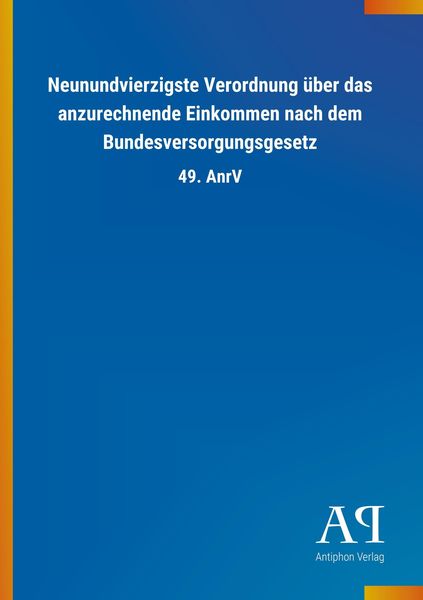 Neunundvierzigste Verordnung über das
anzurechnende Einkommen nach dem
Bundesversorgungsgesetz
49. AnrV
AP
Antiphon Verlag